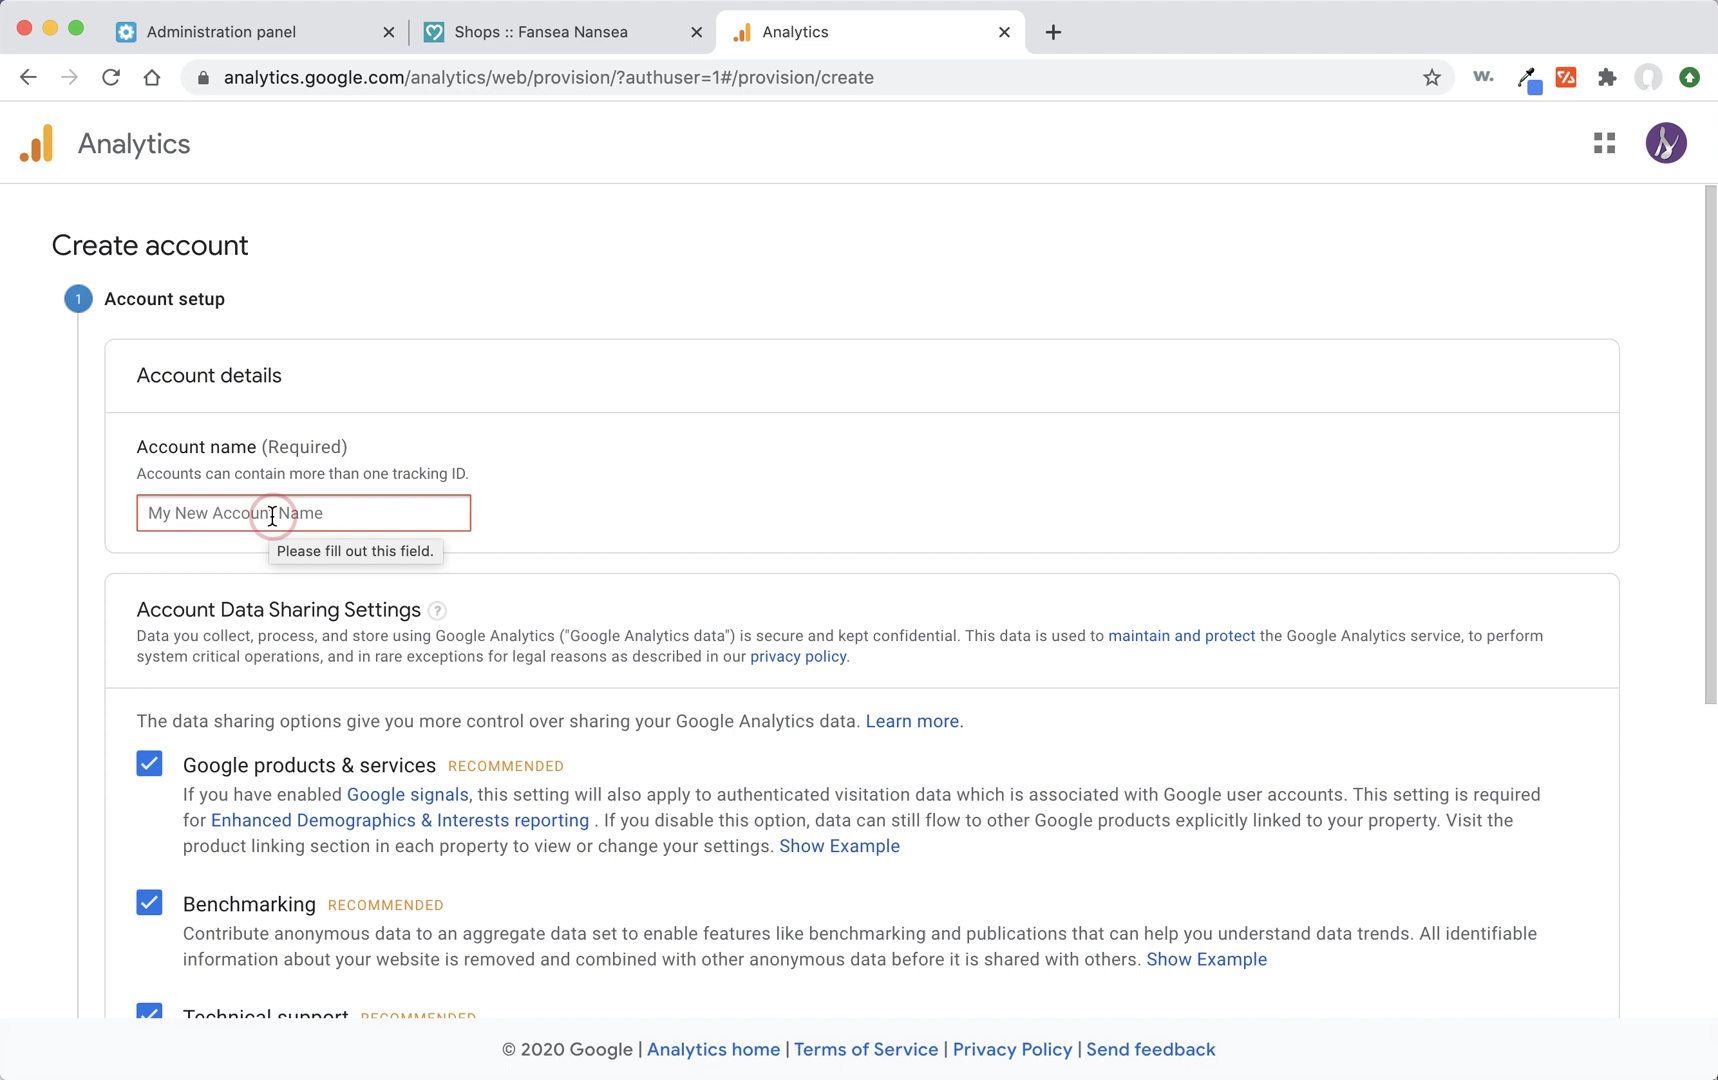 Administration panel
Shops :: Fansea Nansea
Analytics
analytics.google.com/analytics/web/provision/?authuser=1#/provision/create
w.
Analytics
Create account
1 Account setup
Account details
Account name (Required)
Accounts can contain more than one tracking ID.
My New Account Name
Please fill out this field.
Account Data Sharing Settings ?
Data you collect, process, and store using Google Analytics ("Google Analytics data") is secure and kept confidential. This data is used to maintain and protect the Google Analytics service, to perform
system critical operations, and in rare exceptions for legal reasons as described in our privacy policy.
The data sharing options give you more control over sharing your Google Analytics data. Learn more.
Google products & services RECOMMENDED
If you have enabled Google signals, this setting will also apply to authenticated visitation data which is associated with Google user accounts. This setting is required
for Enhanced Demographics & Interests reporting . If you disable this option, data can still flow to other Google products explicitly linked to your property. Visit the
product linking section in each property to view or change your settings. Show Example
Benchmarking RECOMMENDED
Contribute anonymous data to an aggregate data set to enable features like benchmarking and publications that can help you understand data trends. All identifiable
information about your website is removed and combined with other anonymous data before it is shared with others. Show Example
Technical support RECOMMENDED
© 2020 Google | Analytics home | Terms of Service | Privacy Policy | Send feedback